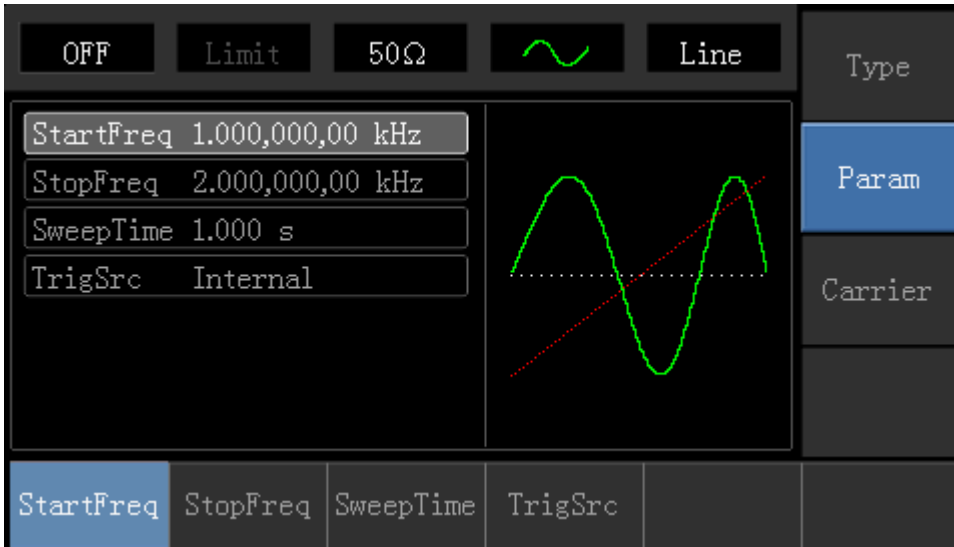 OFF Limit 50Ω Line
Type
StartFreq 1.000,000,00 kHz
StopFreq 2.000,000,00 kHz
SweepTime 1.000 s
TrigSrc Internal
Param
Carrier
StartFreq StopFreq SweepTime TrigSrc